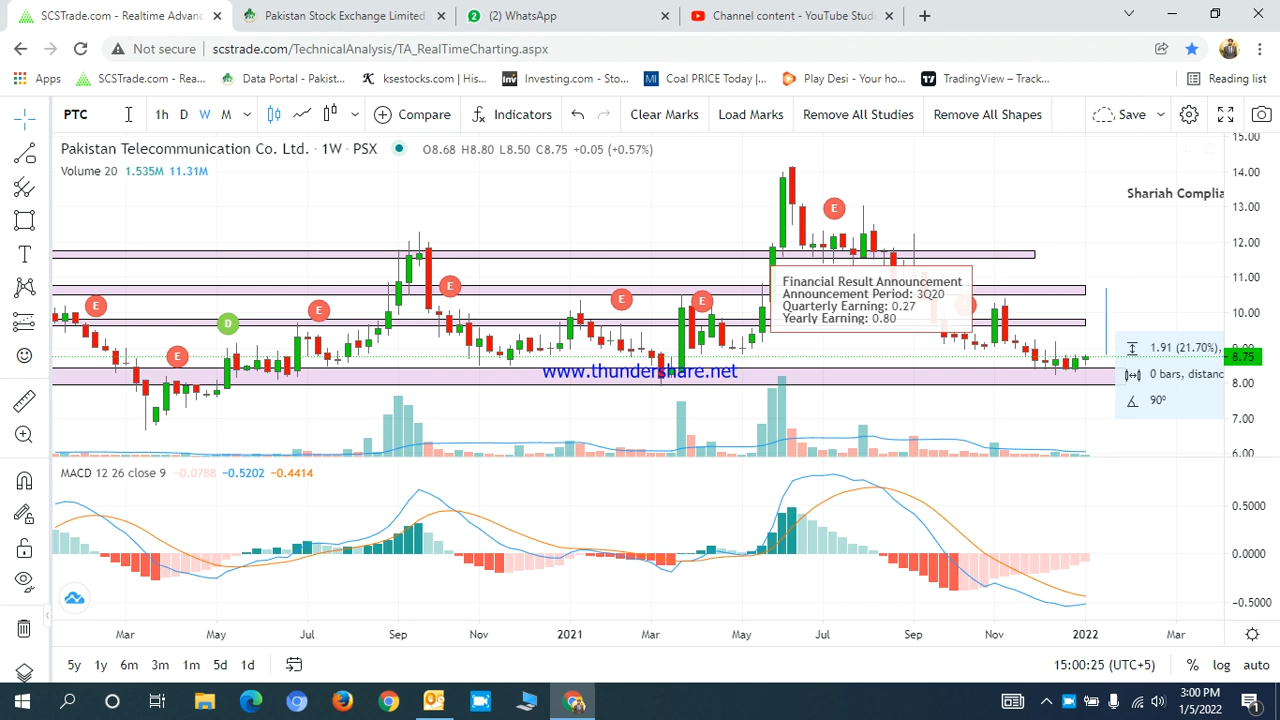 SCSTrade.com - Realtime Advanc
Pakistan Stock Exchange Limited
(2) WhatsApp
Channel content - YouTube Studi
Not secure
scstrade.com/TechnicalAnalysis/TA_RealTimeCharting.aspx
Apps
SCSTrade.com - Rea...
Data Portal - Pakist...
ksestocks.com | His...
Investing.com - Sto...
Coal PRICE Today |...
Play Desi - Your ho...
TradingView – Track...
Reading list
PTC
1h
D
W
M
Compare
Indicators
Clear Marks
Load Marks
Remove All Studies
Remove All Shapes
Save
Pakistan Telecommunication Co. Ltd. · 1W · PSX
O8.68 H8.80 L8.50 C8.75 +0.05 (+0.57%)
Volume 20 1.535M 11.31M
Shariah Complia
15.00
14.00
13.00
12.00
11.00
10.00
9.00
8.75
8.00
7.00
6.00
E
E
D
E
E
E
E
E
Financial Result Announcement
Announcement Period: 3Q20
Quarterly Earning: 0.27
Yearly Earning: 0.80
1.91 (21.70%),
0 bars, distanc
90º
www.thundershare.net
MACD 12 26 close 9 -0.0788 -0.5202 -0.4414
0.5000
0.0000
-0.5000
Mar
May
Jul
Sep
Nov
2021
Mar
May
Jul
Sep
Nov
2022
Mar
5y
1y
6m
3m
1m
5d
1d
15:00:25 (UTC+5)
%
log
auto
3:00 PM
1/5/2022